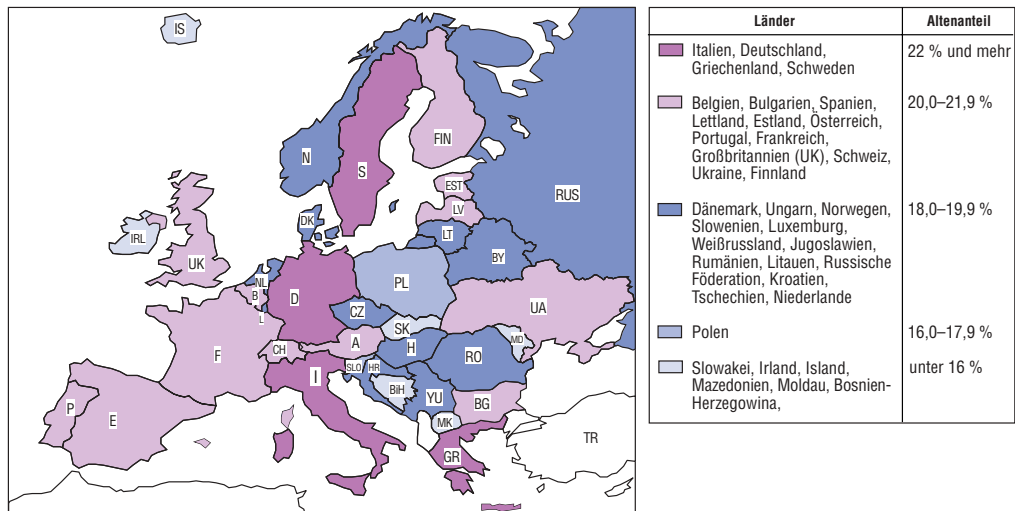 IS
N
S
FIN
RUS
EST
LV
LT
DK
BY
IRL
UK
NL
B
L
D
PL
CZ
SK
UA
MD
F
CH
A
H
RO
SLO
HR
BiH
YU
I
P
E
MK
BG
GR
TR
Länder Altenanteil
Italien, Deutschland, 22 % und mehr
Griechenland, Schweden
Belgien, Bulgarien, Spanien, 20,0–21,9 %
Lettland, Estland, Österreich,
Portugal, Frankreich,
Großbritannien (UK), Schweiz,
Ukraine, Finnland
Dänemark, Ungarn, Norwegen, 18,0–19,9 %
Slowenien, Luxemburg,
Weißrussland, Jugoslawien,
Rumänien, Litauen, Russische
Föderation, Kroatien,
Tschechien, Niederlande
Polen 16,0–17,9 %
Slowakei, Irland, Island, unter 16 %
Mazedonien, Moldau, Bosnien-
Herzegowina,